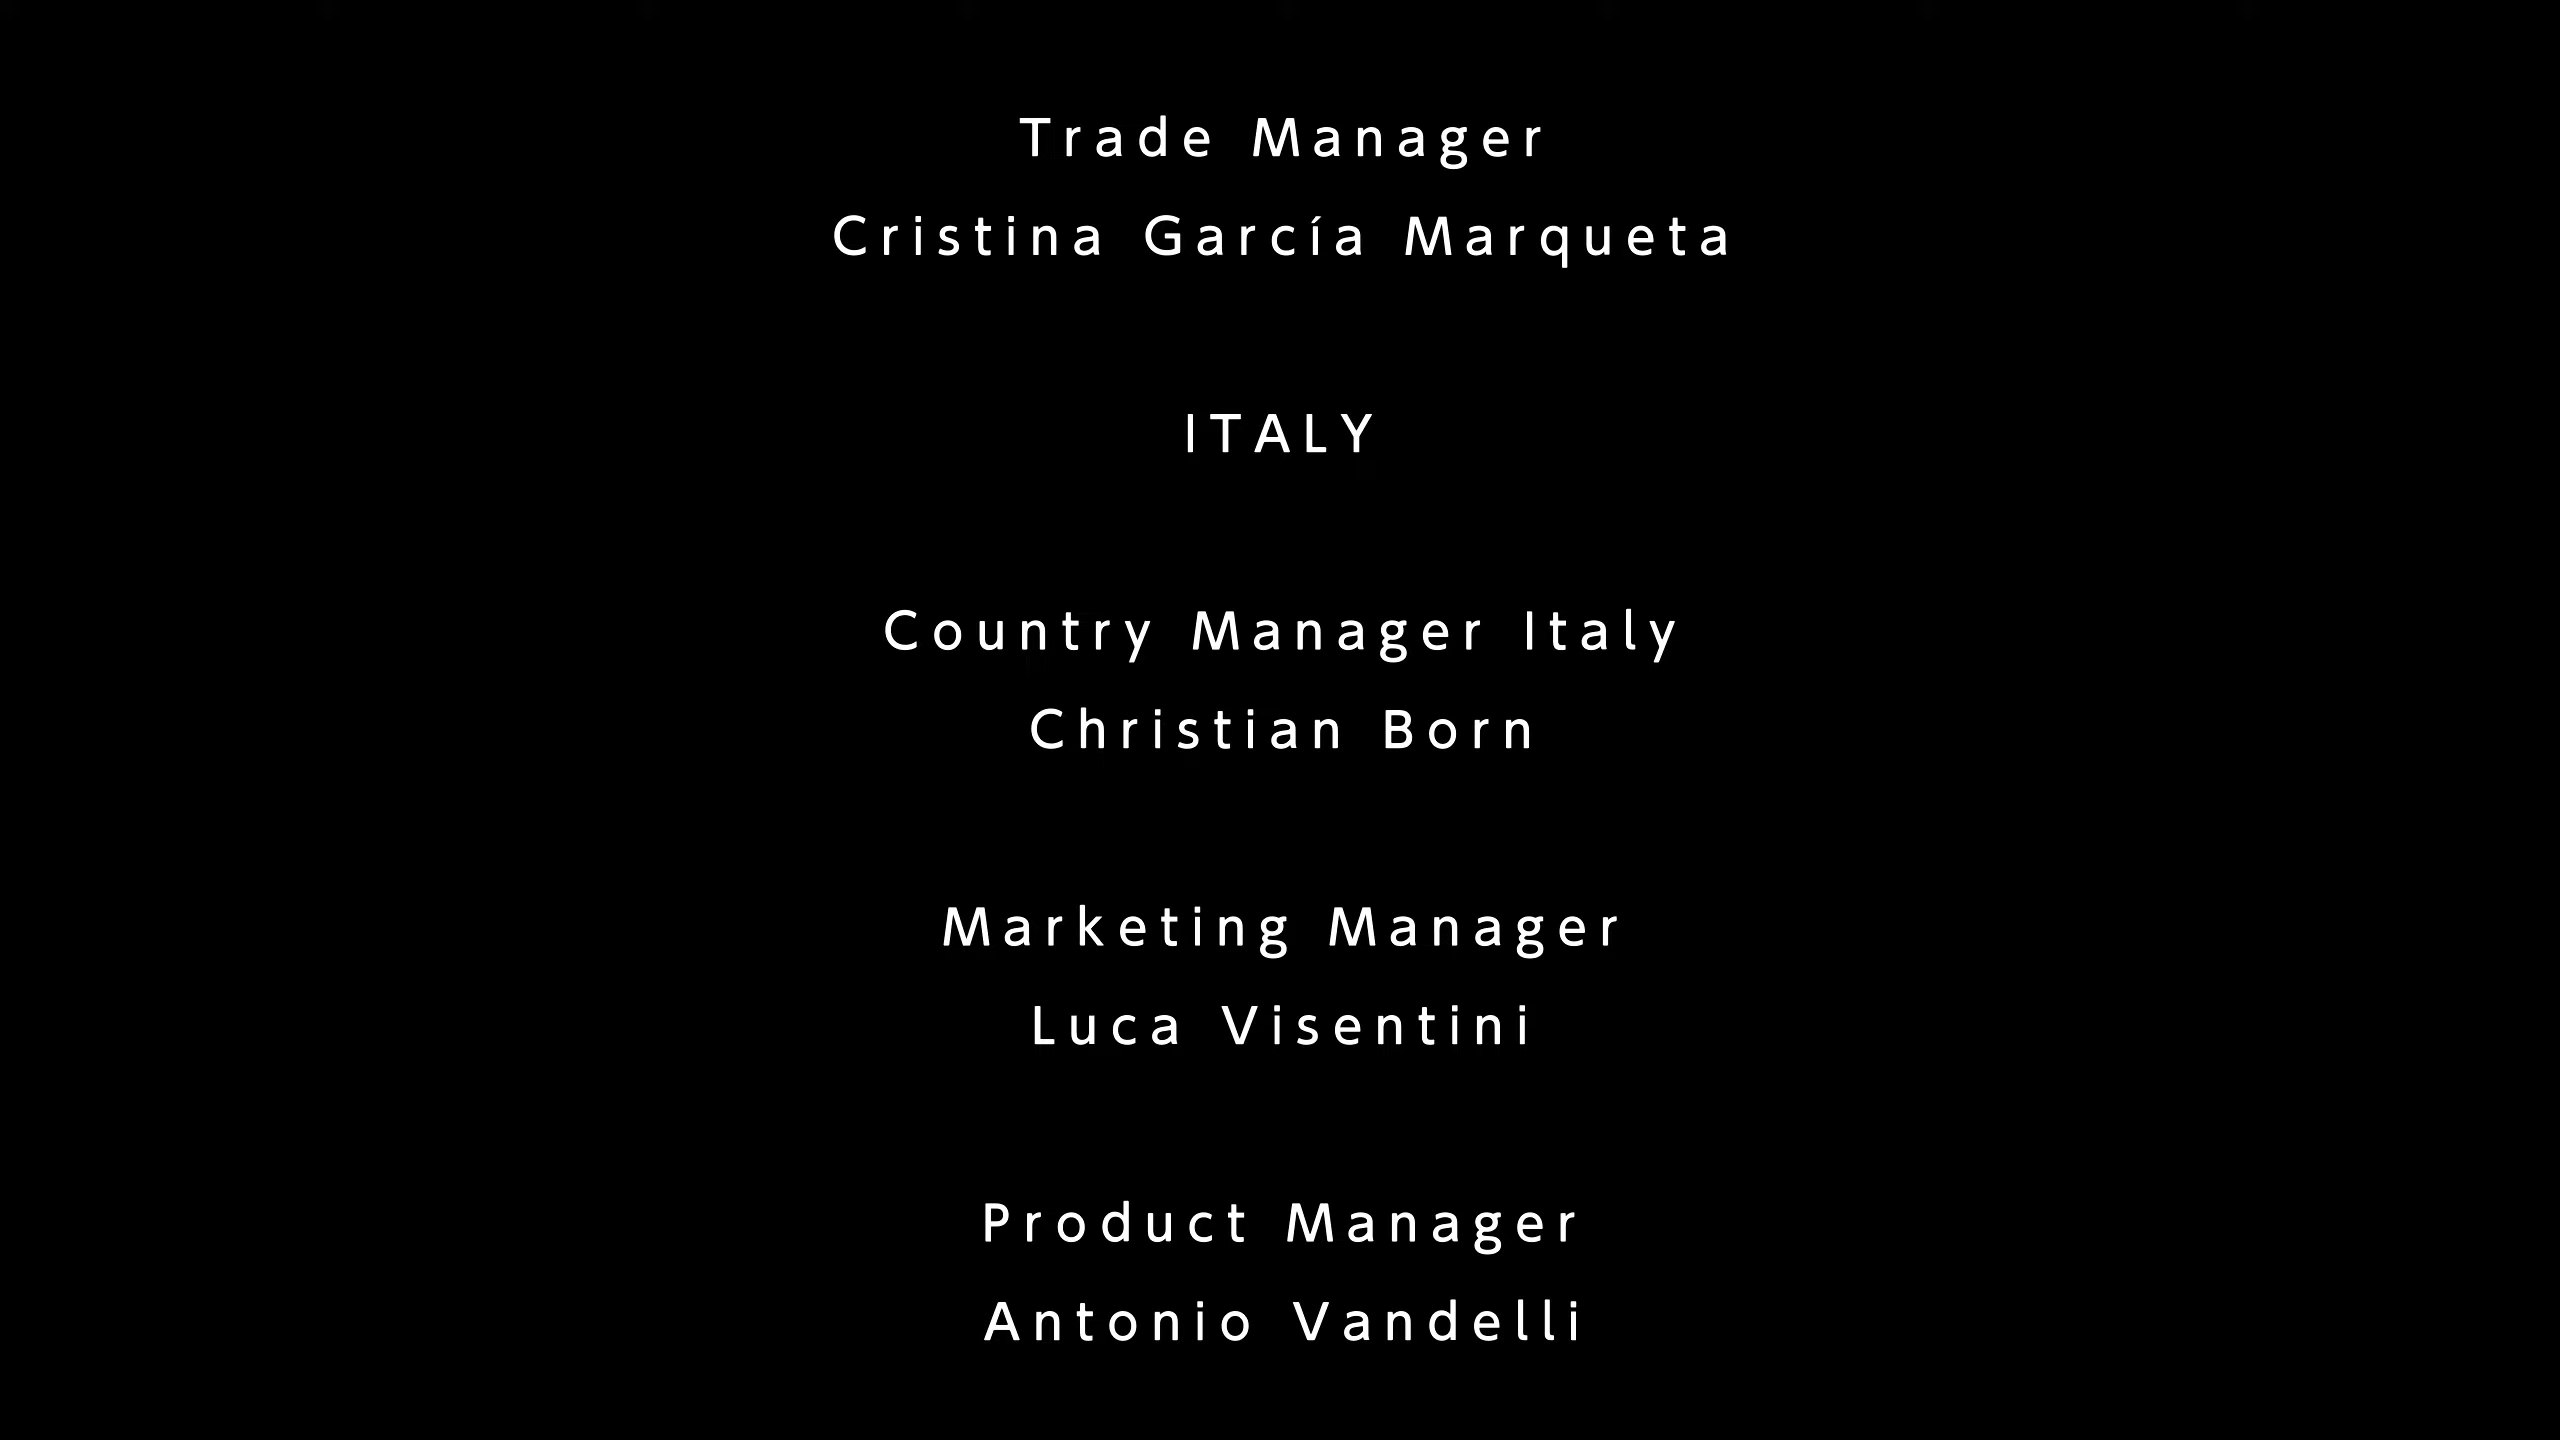 Trade Manager
Cristina García Marqueta
ITALY
Country Manager Italy
Christian Born
Marketing Manager
Luca Visentini
Product Manager
Antonio Vandelli